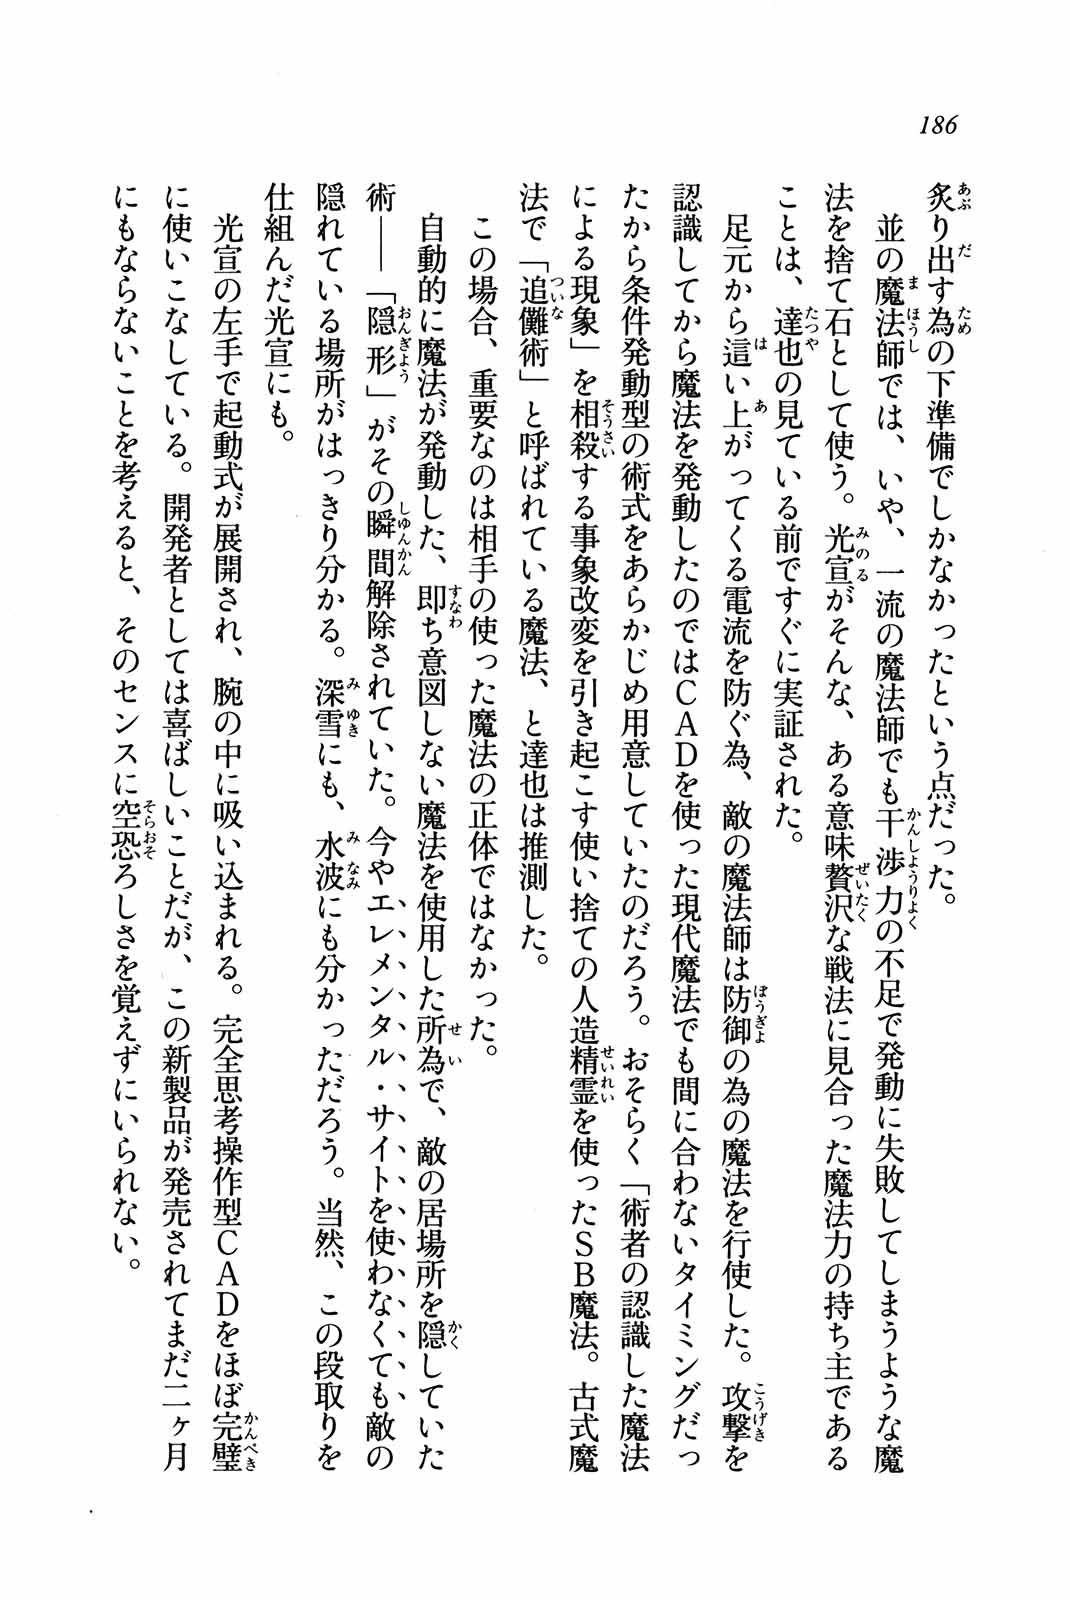 186
炙り出す為の下準備でしかなかったという点だった。
　並の魔法師では、いや、一流の魔法師でも干渉力の不足で発動に失敗してしまうような魔
法を捨て石として使う。光宣がそんな、ある意味贅沢な戦法に見合った魔法力の持ち主である
ことは、達也の見ている前ですぐに実証された。
　足元から這い上がってくる電流を防ぐ為、敵の魔法師は防御の為の魔法を行使した。攻撃を
認識してから魔法を発動したのではＣＡＤを使った現代魔法でも間に合わないタイミングだっ
たから条件発動型の術式をあらかじめ用意していたのだろう。おそらく「術者の認識した魔法
による現象」を相殺する事象改変を引き起こす使い捨ての人造精霊を使ったＳＢ魔法。古式魔
法で「追儺術」と呼ばれている魔法、と達也は推測した。
　この場合、重要なのは相手の使った魔法の正体ではなかった。
　自動的に魔法が発動した、即ち意図しない魔法を使用した所為で、敵の居場所を隠していた
術──「隠形」がその瞬間解除されていた。今やエレメンタル・サイトを使わなくても敵の
隠れている場所がはっきり分かる。深雪にも、水波にも分かっただろう。当然、この段取りを
仕組んだ光宣にも。
　光宣の左手で起動式が展開され、腕の中に吸い込まれる。完全思考操作型ＣＡＤをほぼ完璧
に使いこなしている。開発者としては喜ばしいことだが、この新製品が発売されてまだ二ヶ月
にもならないことを考えると、そのセンスに空恐ろしさを覚えずにいられない。